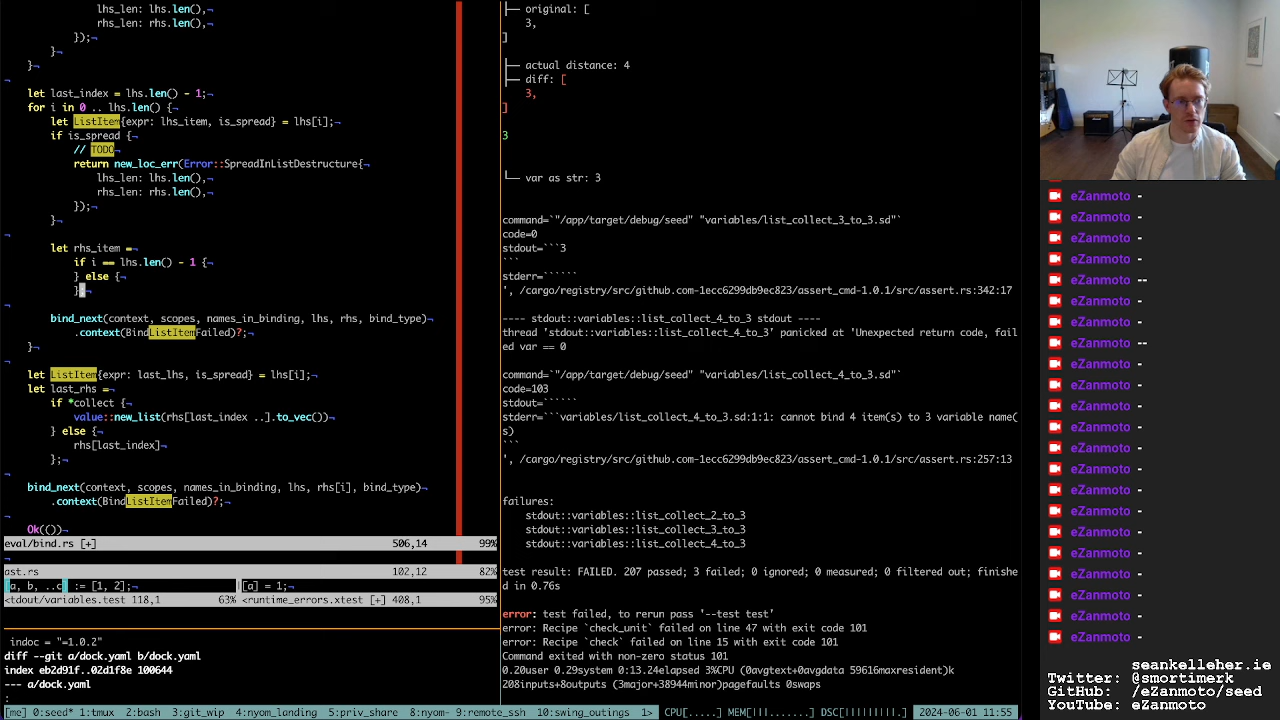 lhs_len: lhs.len(),¬
rhs_len: rhs.len(),¬
});¬
}¬
}¬
¬
let last_index = lhs.len() - 1;¬
for i in 0 .. lhs.len() {¬
let ListItem{expr: lhs_item, is_spread} = lhs[i];¬
if is_spread {¬
// TODO¬
return new_loc_err(Error::SpreadInListDestructure{¬
lhs_len: lhs.len(),¬
rhs_len: rhs.len(),¬
});¬
}¬
¬
let rhs_item =¬
if i == lhs.len() - 1 {¬
} else {¬
};¬
¬
bind_next(context, scopes, names_in_binding, lhs, rhs, bind_type)¬
.context(BindListItemFailed)?;¬
}¬
¬
let ListItem{expr: last_lhs, is_spread} = lhs[i];¬
let last_rhs =¬
if *collect {¬
value::new_list(rhs[last_index ..].to_vec())¬
} else {¬
rhs[last_index]¬
};¬
¬
bind_next(context, scopes, names_in_binding, lhs, rhs[i], bind_type)¬
.context(BindListItemFailed)?;¬
¬
Ok(())¬
eval/bind.rs [+] 506,14 99%
¬
ast.rs 102,12 82%
[a, b, ..c] := [1, 2];¬ [a] = 1;¬
<tdout/variables.test 118,1 63% <runtime_errors.xtest [+] 408,1 95%
indoc = "=1.0.2"
diff --git a/dock.yaml b/dock.yaml
index eb2d91f..02d1f8e 100644
--- a/dock.yaml
:
├── original: [
3,
]
├── actual distance: 4
├── diff: [
3,
]
3
└── var as str: 3
command=`"/app/target/debug/seed" "variables/list_collect_3_to_3.sd"`
code=0
stdout=```3
```
stderr=``````
', /cargo/registry/src/github.com-1ecc6299db9ec823/assert_cmd-1.0.1/src/assert.rs:342:17
---- stdout::variables::list_collect_4_to_3 stdout ----
thread 'stdout::variables::list_collect_4_to_3' panicked at 'Unexpected return code, fail
ed var == 0
command=`"/app/target/debug/seed" "variables/list_collect_4_to_3.sd"`
code=103
stdout=``````
stderr=```variables/list_collect_4_to_3.sd:1:1: cannot bind 4 item(s) to 3 variable name(
s)
```
', /cargo/registry/src/github.com-1ecc6299db9ec823/assert_cmd-1.0.1/src/assert.rs:257:13
failures:
stdout::variables::list_collect_2_to_3
stdout::variables::list_collect_3_to_3
stdout::variables::list_collect_4_to_3
test result: FAILED. 207 passed; 3 failed; 0 ignored; 0 measured; 0 filtered out; finishe
d in 0.76s
error: test failed, to rerun pass '--test test'
error: Recipe `check_unit` failed on line 47 with exit code 101
error: Recipe `check` failed on line 15 with exit code 101
Command exited with non-zero status 101
0.20user 0.29system 0:13.24elapsed 3%CPU (0avgtext+0avgdata 59616maxresident)k
208inputs+8outputs (3major+38944minor)pagefaults 0swaps
[me] 0:seed* 1:tmux 2:bash 3:git_wip 4:nyom_landing 5:priv_share 8:nyom- 9:remote_ssh 10:swing_outings 1> CPU[.....] MEM[|||.......] DSC[|||||||||.] 2024-06-01 11:55
eZanmoto -
eZanmoto -
eZanmoto -
eZanmoto -
eZanmoto --
eZanmoto -
eZanmoto -
eZanmoto --
eZanmoto -
eZanmoto -
eZanmoto -
eZanmoto -
eZanmoto -
eZanmoto -
eZanmoto -
eZanmoto -
eZanmoto -
eZanmoto -
eZanmoto -
eZanmoto -
eZanmoto -
eZanmoto -
seankelleher.ie
Twitter: @smortimerk
GitHub: /eZanmoto/seed
YouTube: @ezanmoto